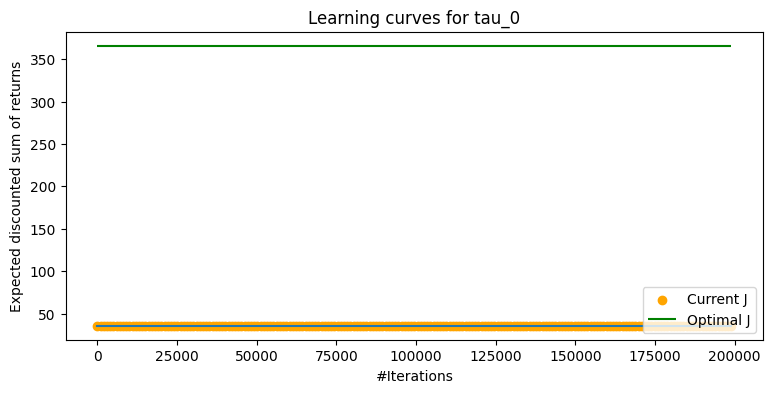 Learning curves for tau_0
Expected discounted sum of returns
350
300
250
200
150
100
50
Current J
Optimal J
0 25000 50000 75000 100000 125000 150000 175000 200000
#Iterations